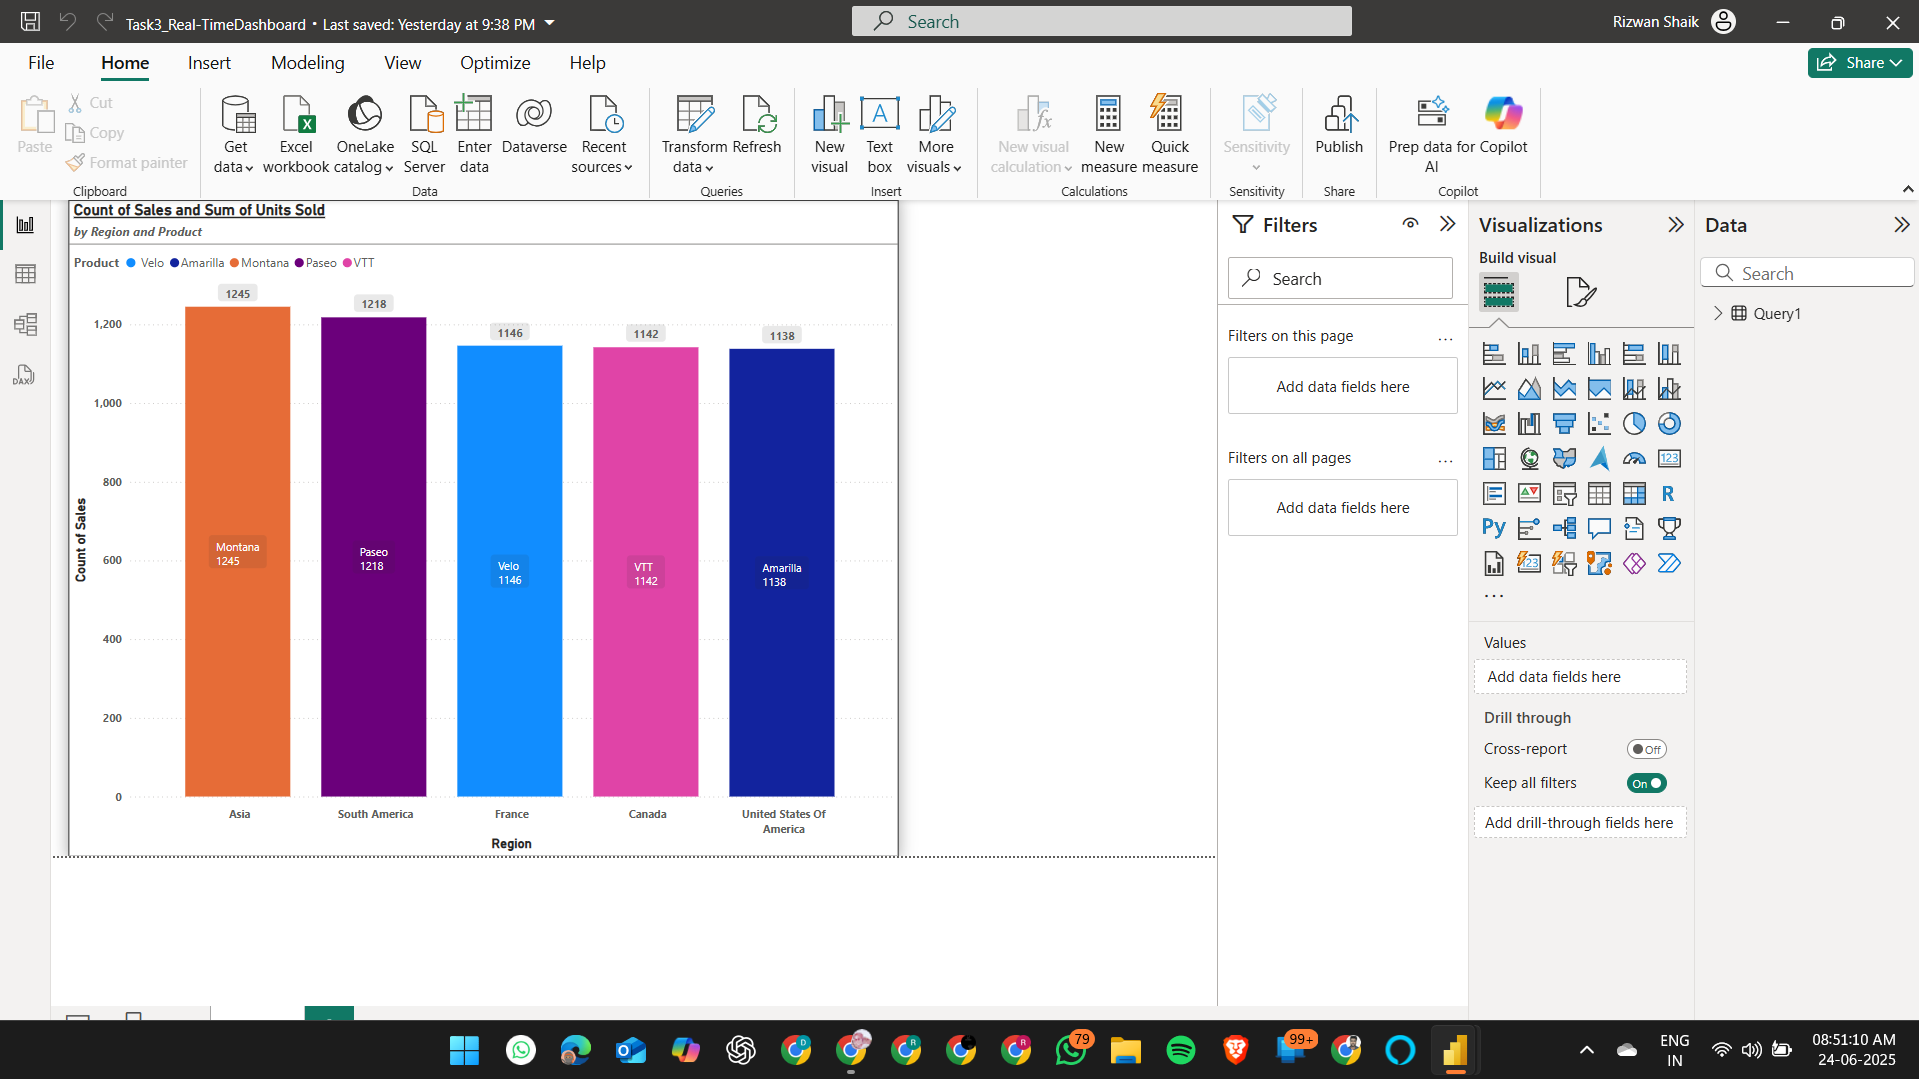 Task3_Real-TimeDashboard • Last saved: Yesterday at 9:38 PM
Search
Rizwan Shaik
File
Home
Insert
Modeling
View
Optimize
Help
Share
Paste
Cut
Copy
Format painter
Clipboard
Get data
Excel workbook
OneLake catalog
SQL Server
Enter data
Dataverse
Recent sources
Data
Transform data
Refresh
Queries
New visual
Text box
More visuals
Insert
New visual calculation
New measure
Quick measure
Calculations
Sensitivity
Sensitivity
Publish
Share
Prep data for AI
Copilot
Copilot
Count of Sales and Sum of Units Sold
by Region and Product
Product Velo Amarilla Montana Paseo VTT
1245
1218
1146
1142
1138
1,200
1,000
800
600
400
200
0
Count of Sales
Montana
1245
Paseo
1218
Velo
1146
VTT
1142
Amarilla
1138
Asia
South America
France
Canada
United States Of
America
Region
DAX
Filters
Search
Filters on this page
...
Add data fields here
Filters on all pages
...
Add data fields here
Visualizations
Build visual
123
R
Py
123
...
Values
Add data fields here
Drill through
Cross-report
Off
Keep all filters
On
Add drill-through fields here
Data
Search
Query1
D
R
R
79
99+
ENG
IN
08:51:10 AM
24-06-2025